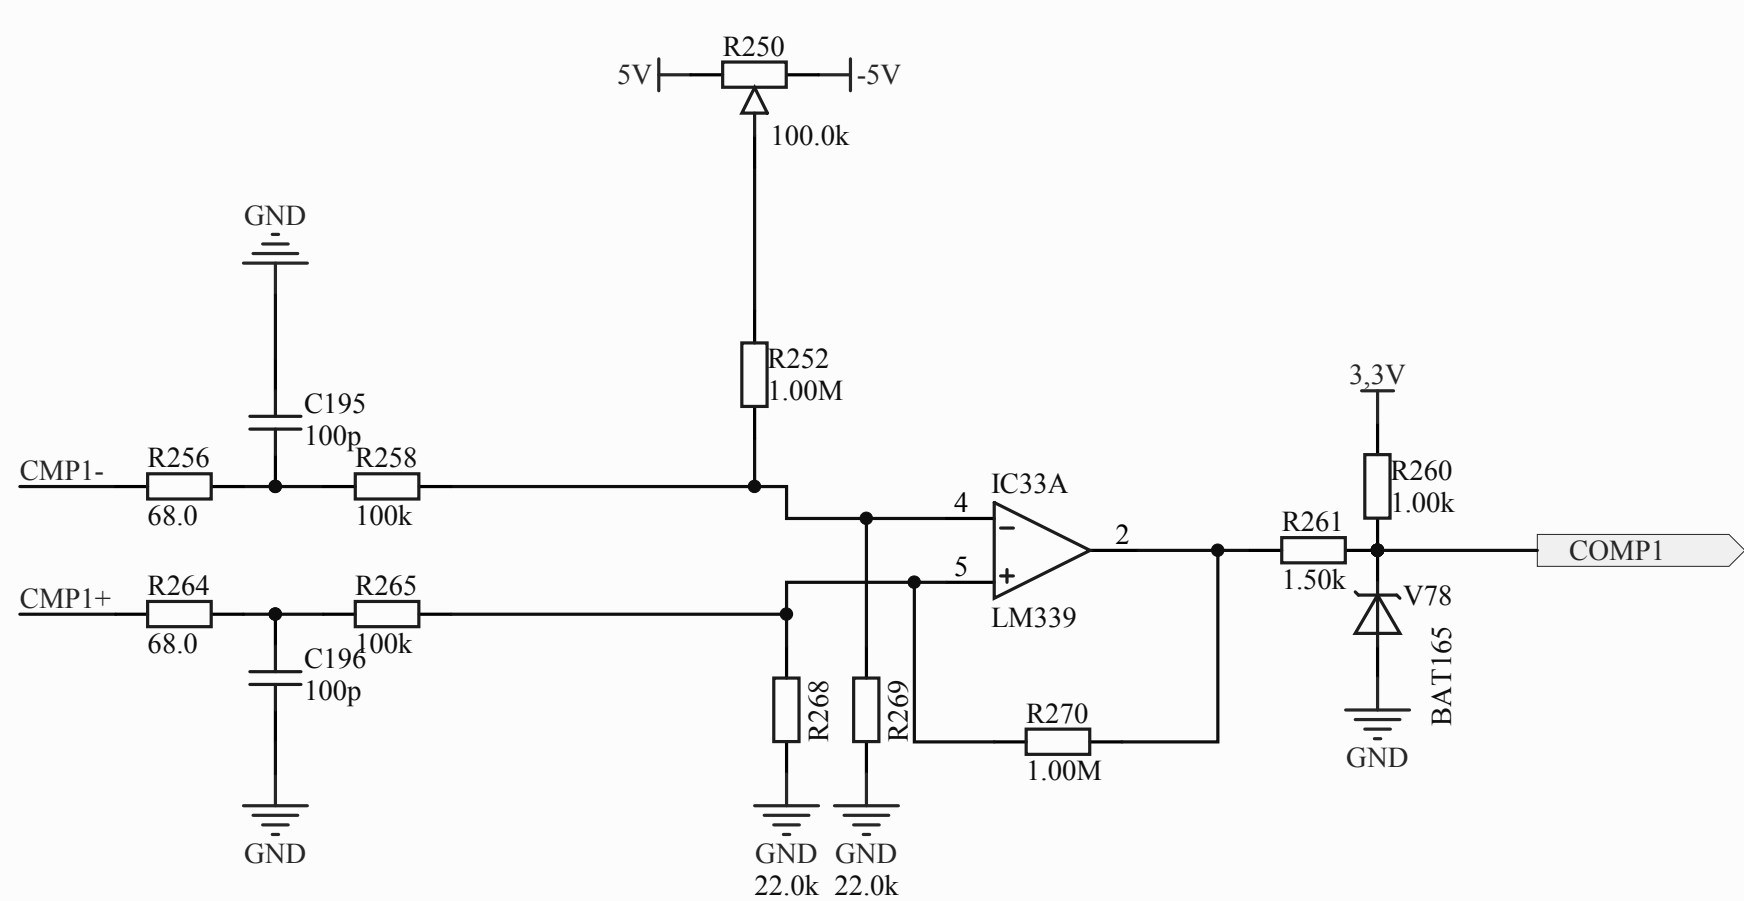 R250
5V
-5V
100.0k
GND
R252
1.00M
3,3V
C195
100p
R256
R258
CMP1-
68.0
100k
R260
1.00k
IC33A
4
2
R261
COMP1
1.50k
5
R264
R265
CMP1+
68.0
100k
LM339
V78
BAT165
C196
100p
R268
R269
R270
1.00M
GND
GND
GND
GND
22.0k
22.0k